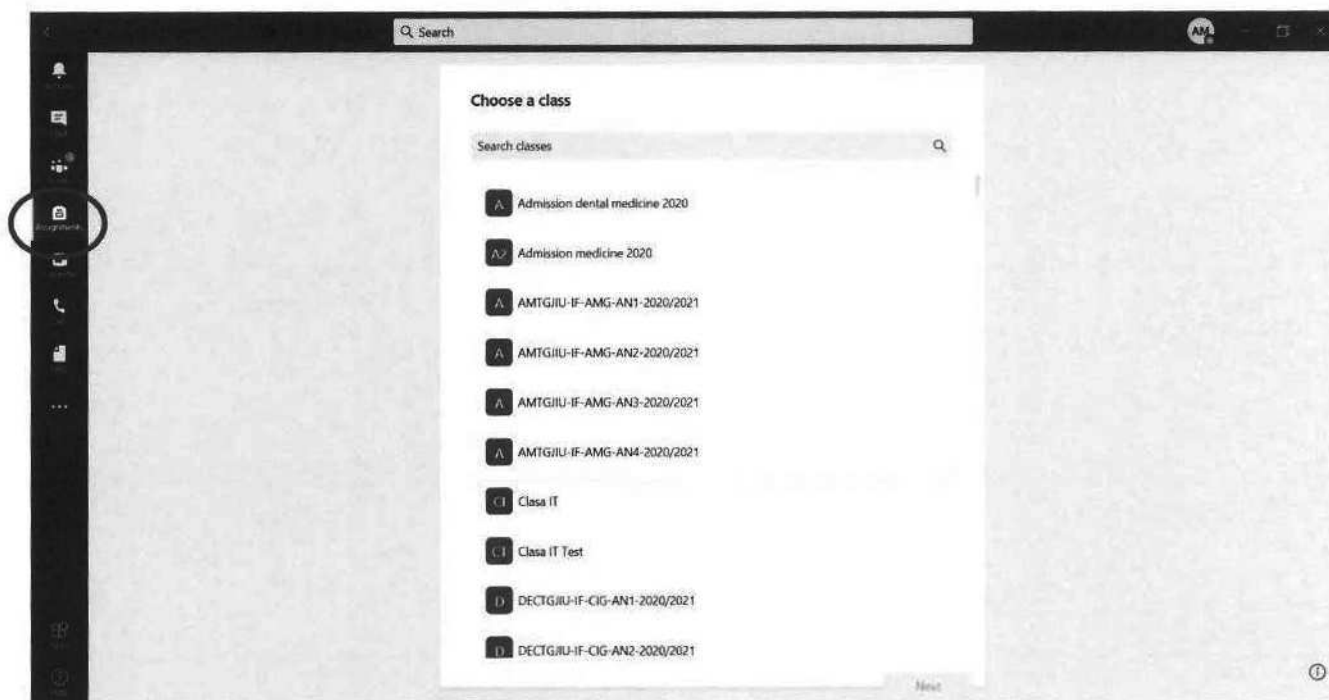 Search
AM
Choose a class
Search classes
Assignments
A Admission dental medicine 2020
A2 Admission medicine 2020
A AMTGJIU-IF-AMG-AN1-2020/2021
A AMTGJIU-IF-AMG-AN2-2020/2021
A AMTGJIU-IF-AMG-AN3-2020/2021
A AMTGJIU-IF-AMG-AN4-2020/2021
CI Clasa IT
CI Clasa IT Test
D DECTGJIU-IF-CIG-AN1-2020/2021
D DECTGJIU-IF-CIG-AN2-2020/2021
Next